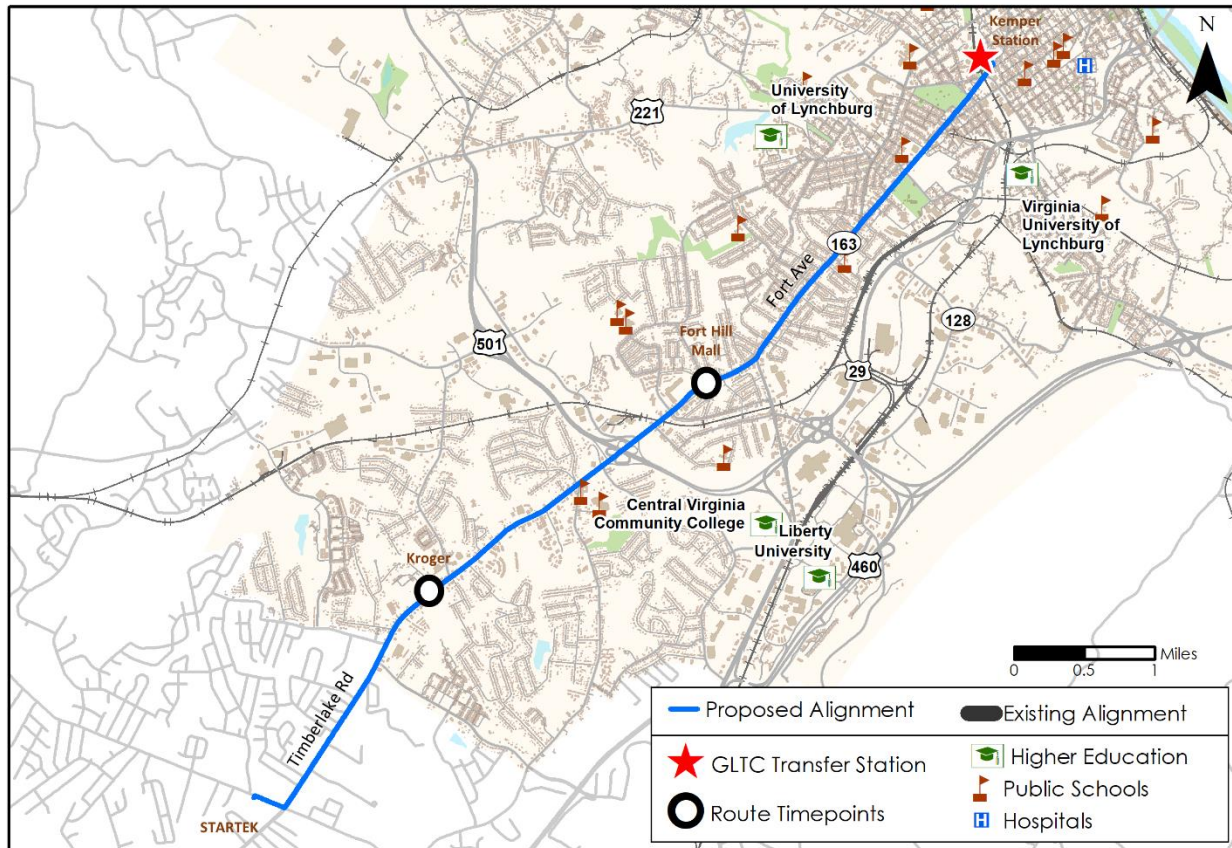 Kemper
Station
N
University
of Lynchburg
221
Virginia
University of
Lynchburg
163
Fort Ave
128
Fort Hill
Mall
501
29
Central Virginia
Community College
Liberty
University
460
Kroger
Timberlake Rd
STARTEK
0 0.5 1 Miles
Proposed Alignment
Existing Alignment
GLTC Transfer Station
Route Timepoints
Higher Education
Public Schools
H Hospitals
H